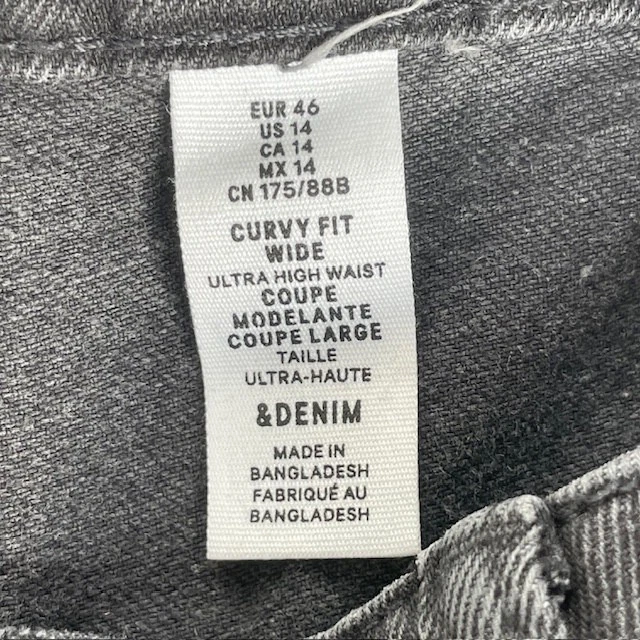 EUR 46
US 14
CA 14
MX 14
CN 175/88B
CURVY FIT
WIDE
ULTRA HIGH WAIST
COUPE
MODELANTE
COUPE LARGE
TAILLE
ULTRA-HAUTE
&DENIM
MADE IN
BANGLADESH
FABRIQUÉ AU
BANGLADESH